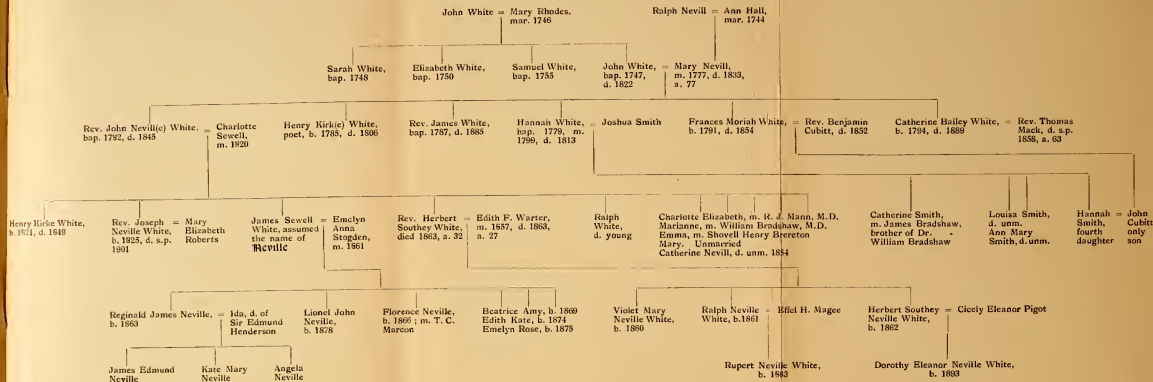 John White = Mary Rhodes,
mar. 1746
Ralph Nevill = Ann Hall,
mar. 1744
Sarah White,
bap. 1748
Elizabeth White,
bap. 1750
Samuel White,
bap. 1755
John White,
bap. 1747,
d. 1822
= Mary Nevill,
m. 1777, d. 1833,
a. 77
Rev. John Nevill(e) White,
bap. 1782, d. 1845
= Charlotte
Sewell,
m. 1820
Henry Kirk(e) White,
poet, b. 1785, d. 1806
Rev. James White,
bap. 1787, d. 1885
Hannah White,
bap. 1779, m.
1799, d. 1813
= Joshua Smith
Frances Moriah White,
b. 1791, d. 1854
= Rev. Benjamin
Cubitt, d. 1852
Catherine Bailey White,
b. 1794, d. 1889
= Rev. Thomas
Mack, d. s.p.
1858, a. 63
Henry Kirke White,
b. 1821, d. 1849
Rev. Joseph
White,
b. 1825, d. s.p.
1901
= Mary
Elizabeth
Roberts
James Sewell
White, assumed
the name of
Neville
= Emelyn
Anna
Stogden,
m. 1861
Rev. Herbert
Southey White,
died 1863, a. 32
= Edith F. Warter,
m. 1857, d. 1863,
a. 27
Ralph
White,
d. young
Charlotte Elizabeth, m. R. J. Mann, M.D.
Marianne, m. William Bradshaw, M.D.
Emma, m. Shovell Henry Brereton
Mary. Unmarried
Catherine Nevill, d. unm. 1854
Catherine Smith,
m. James Bradshaw,
brother of Dr.
William Bradshaw
Louisa Smith,
d. unm.
Ann Mary
Smith, d. unm.
Hannah
Smith,
fourth
daughter
= John
Cubitt
only
son
Reginald James Neville,
b. 1863
= Ida, d. of
Sir Edmund
Henderson
Lionel John
Neville,
b. 1878
Florence Neville,
b. 1866; m. T. C.
Marcon
Beatrice Amy, b. 1869
Edith Kate, b. 1874
Emelyn Rose, b. 1875
Violet Mary
Neville White,
b. 1860
Ralph Neville
White, b. 1861
= Effel H. Magee
Herbert Southey
Neville White,
b. 1862
= Cicely Eleanor Pigot
James Edmund
Neville
Kate Mary
Neville
Angela
Neville
Rupert Neville White,
b. 1883
Dorothy Eleanor Neville White,
b. 1893